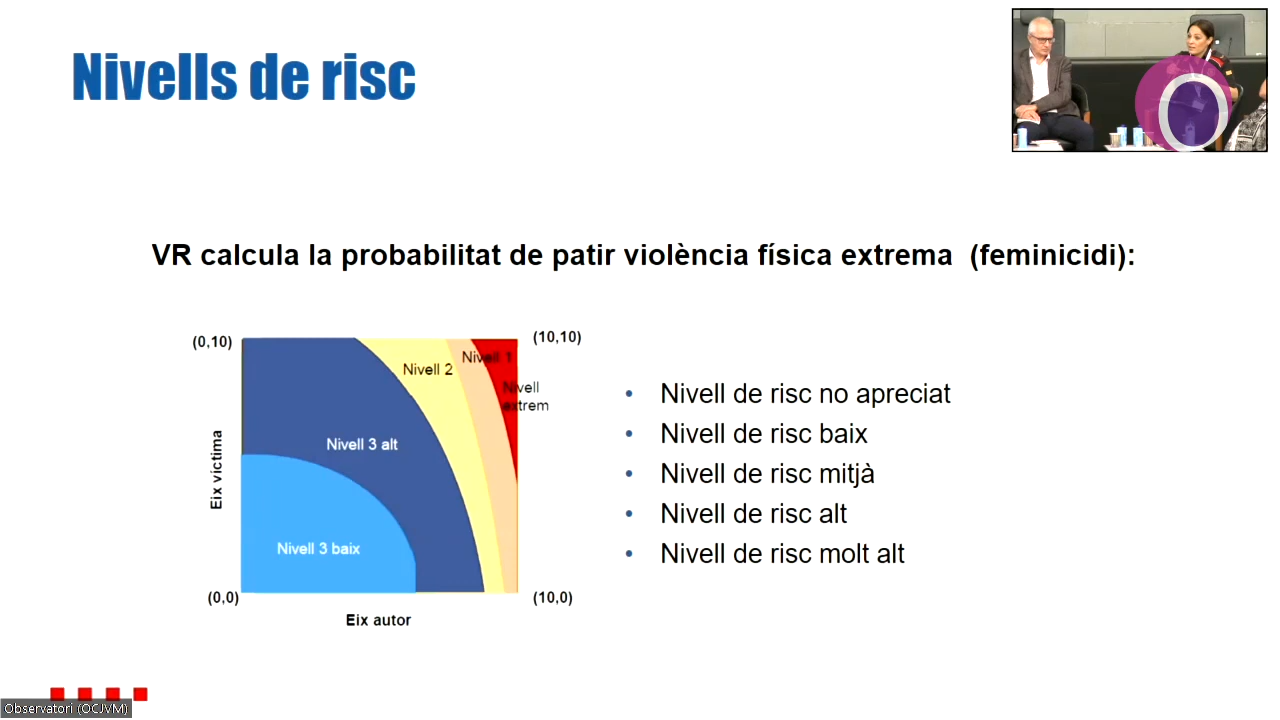 Nivells de risc
VR calcula la probabilitat de patir violència física extrema (feminicidi):
(0,10)
(10,10)
Nivell 1
Nivell 2
Nivell
extrem
Nivell 3 alt
Eix víctima
Nivell 3 baix
(0,0)
(10,0)
Eix autor
• Nivell de risc no apreciat
• Nivell de risc baix
• Nivell de risc mitjà
• Nivell de risc alt
• Nivell de risc molt alt
Observatori (OCJVM)